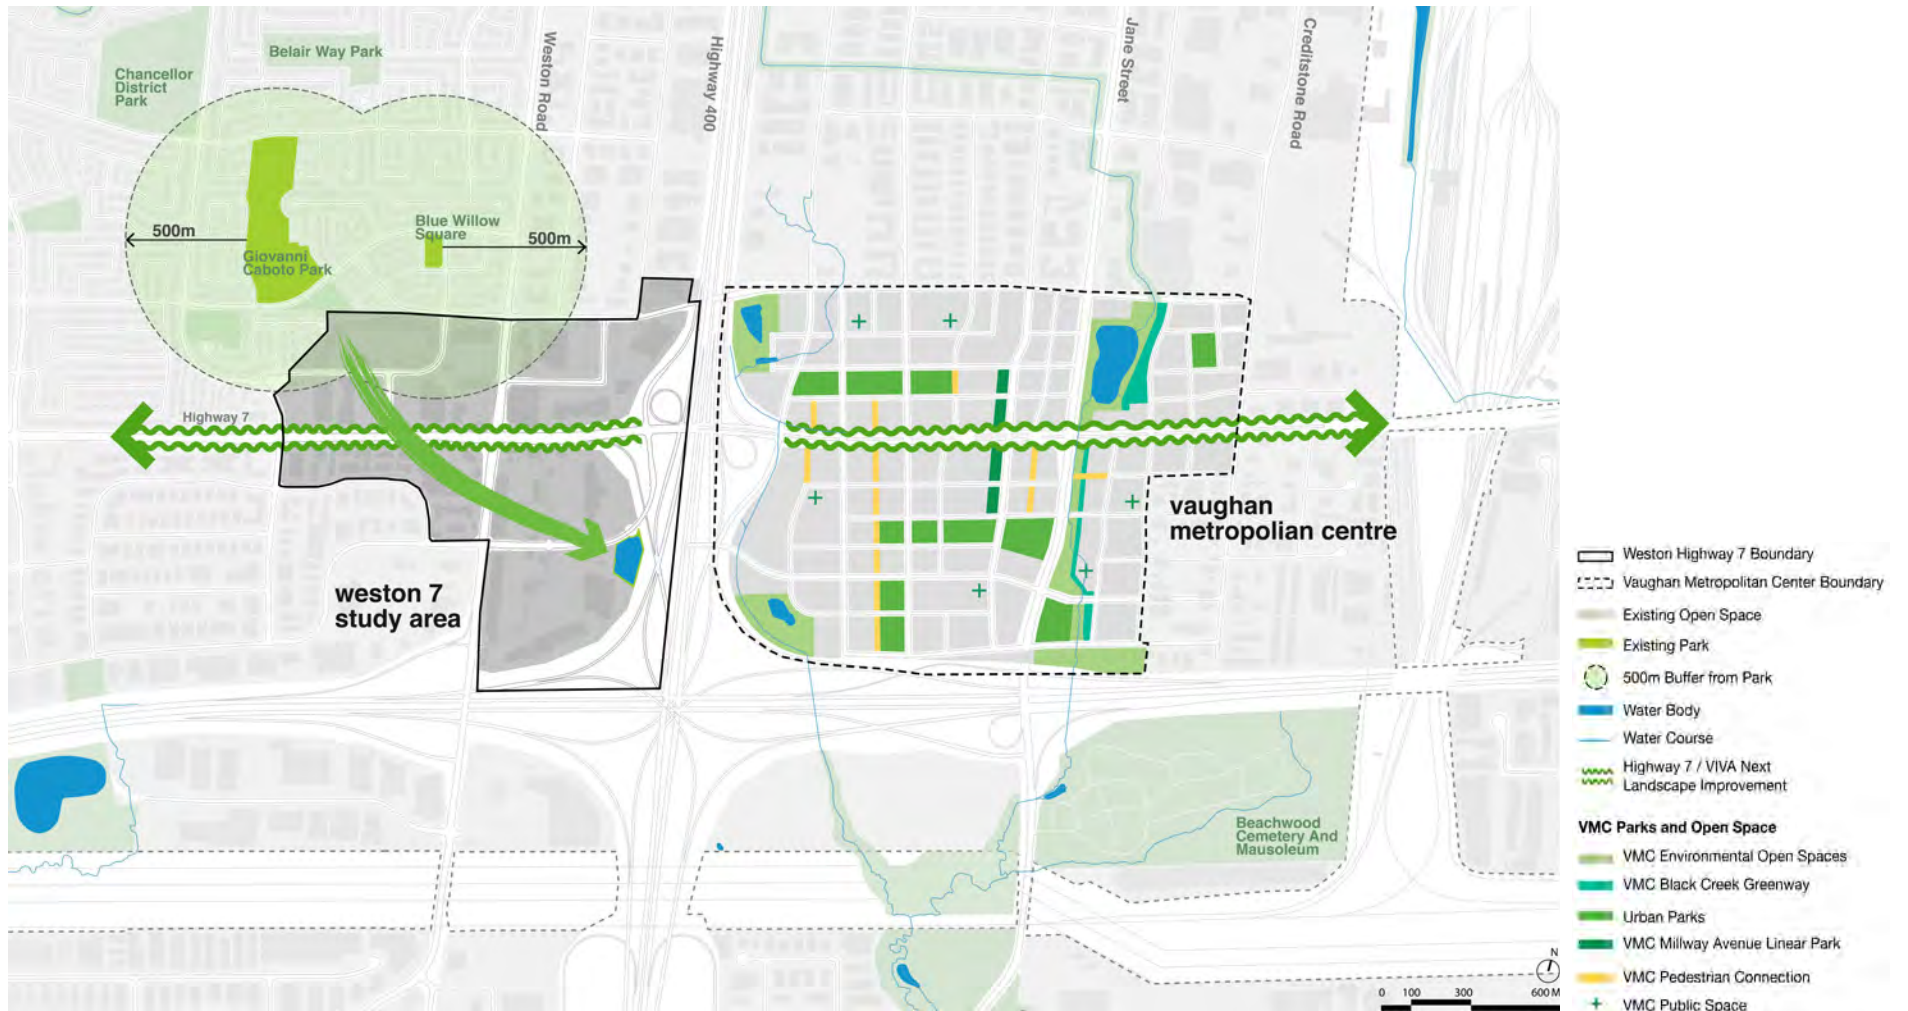 Belair Way Park
Chancellor
District
Park
Weston Road
Highway 400
Jane Street
Creditstone Road
500m
Blue Willow
Square
500m
Giovanni
Caboto Park
Highway 7
vaughan
metropolian centre
weston 7
study area
Beachwood
Cemetery And
Mausoleum
Weston Highway 7 Boundary
Vaughan Metropolitan Center Boundary
Existing Open Space
Existing Park
500m Buffer from Park
Water Body
Water Course
Highway 7 / VIVA Next
Landscape Improvement
VMC Parks and Open Space
VMC Environmental Open Spaces
VMC Black Creek Greenway
Urban Parks
VMC Millway Avenue Linear Park
VMC Pedestrian Connection
VMC Public Space
N
0 100 300 600 M